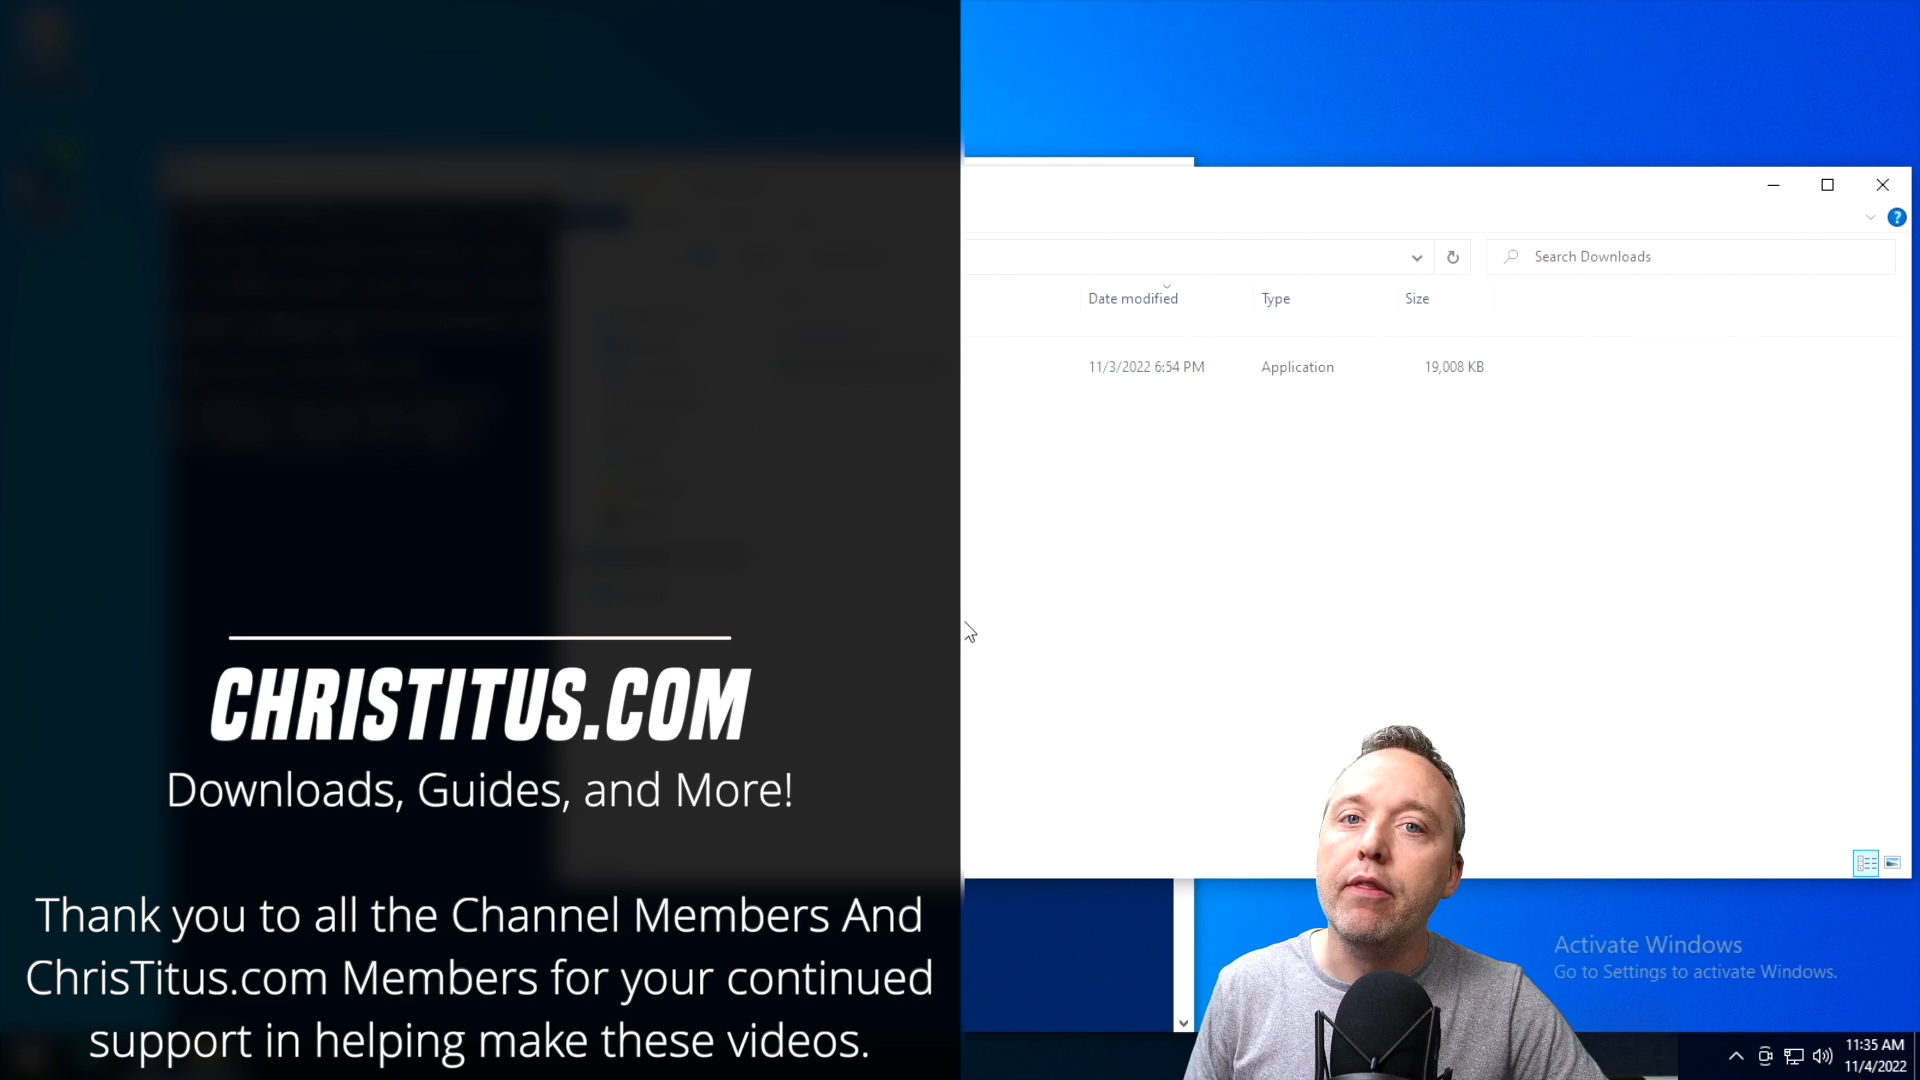 CHRISTITUS.COM
Downloads, Guides, and More!
Thank you to all the Channel Members And
ChrisTitus.com Members for your continued
support in helping make these videos.
Search Downloads
Date modified Type Size
11/3/2022 6:54 PM Application 19,008 KB
Activate Windows
Go to Settings to activate Windows.
11:35 AM
11/4/2022